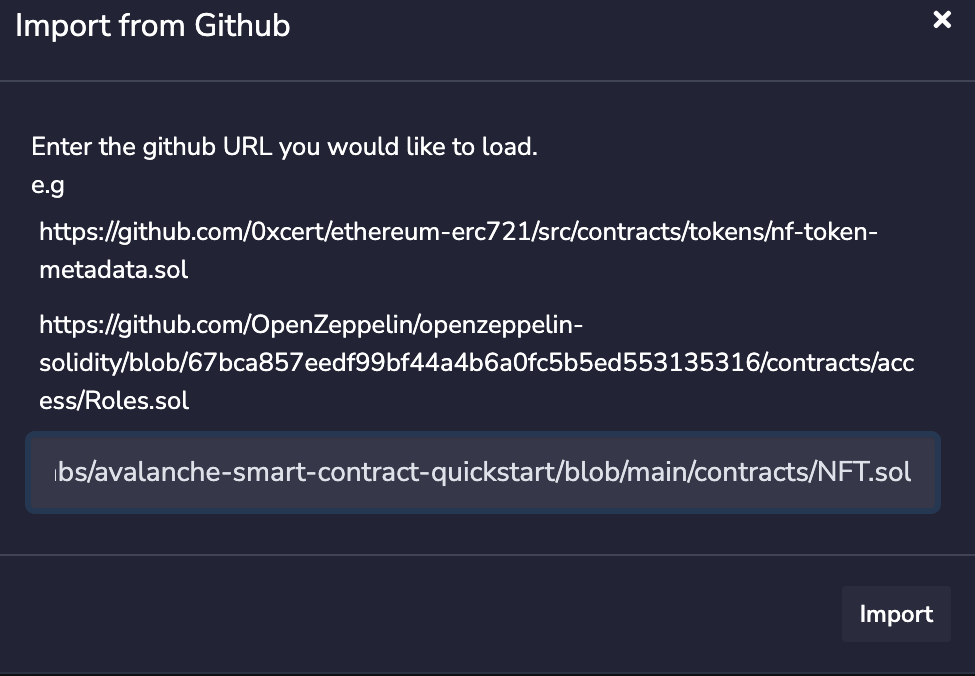 Import from Github
Enter the github URL you would like to load.
e.g
https://github.com/0xcert/ethereum-erc721/src/contracts/tokens/nf-token-
metadata.sol
https://github.com/OpenZeppelin/openzeppelin-
solidity/blob/67bca857eedf99bf44a4b6a0fc5b5ed553135316/contracts/acc
ess/Roles.sol
bs/avalanche-smart-contract-quickstart/blob/main/contracts/NFT.sol
Import